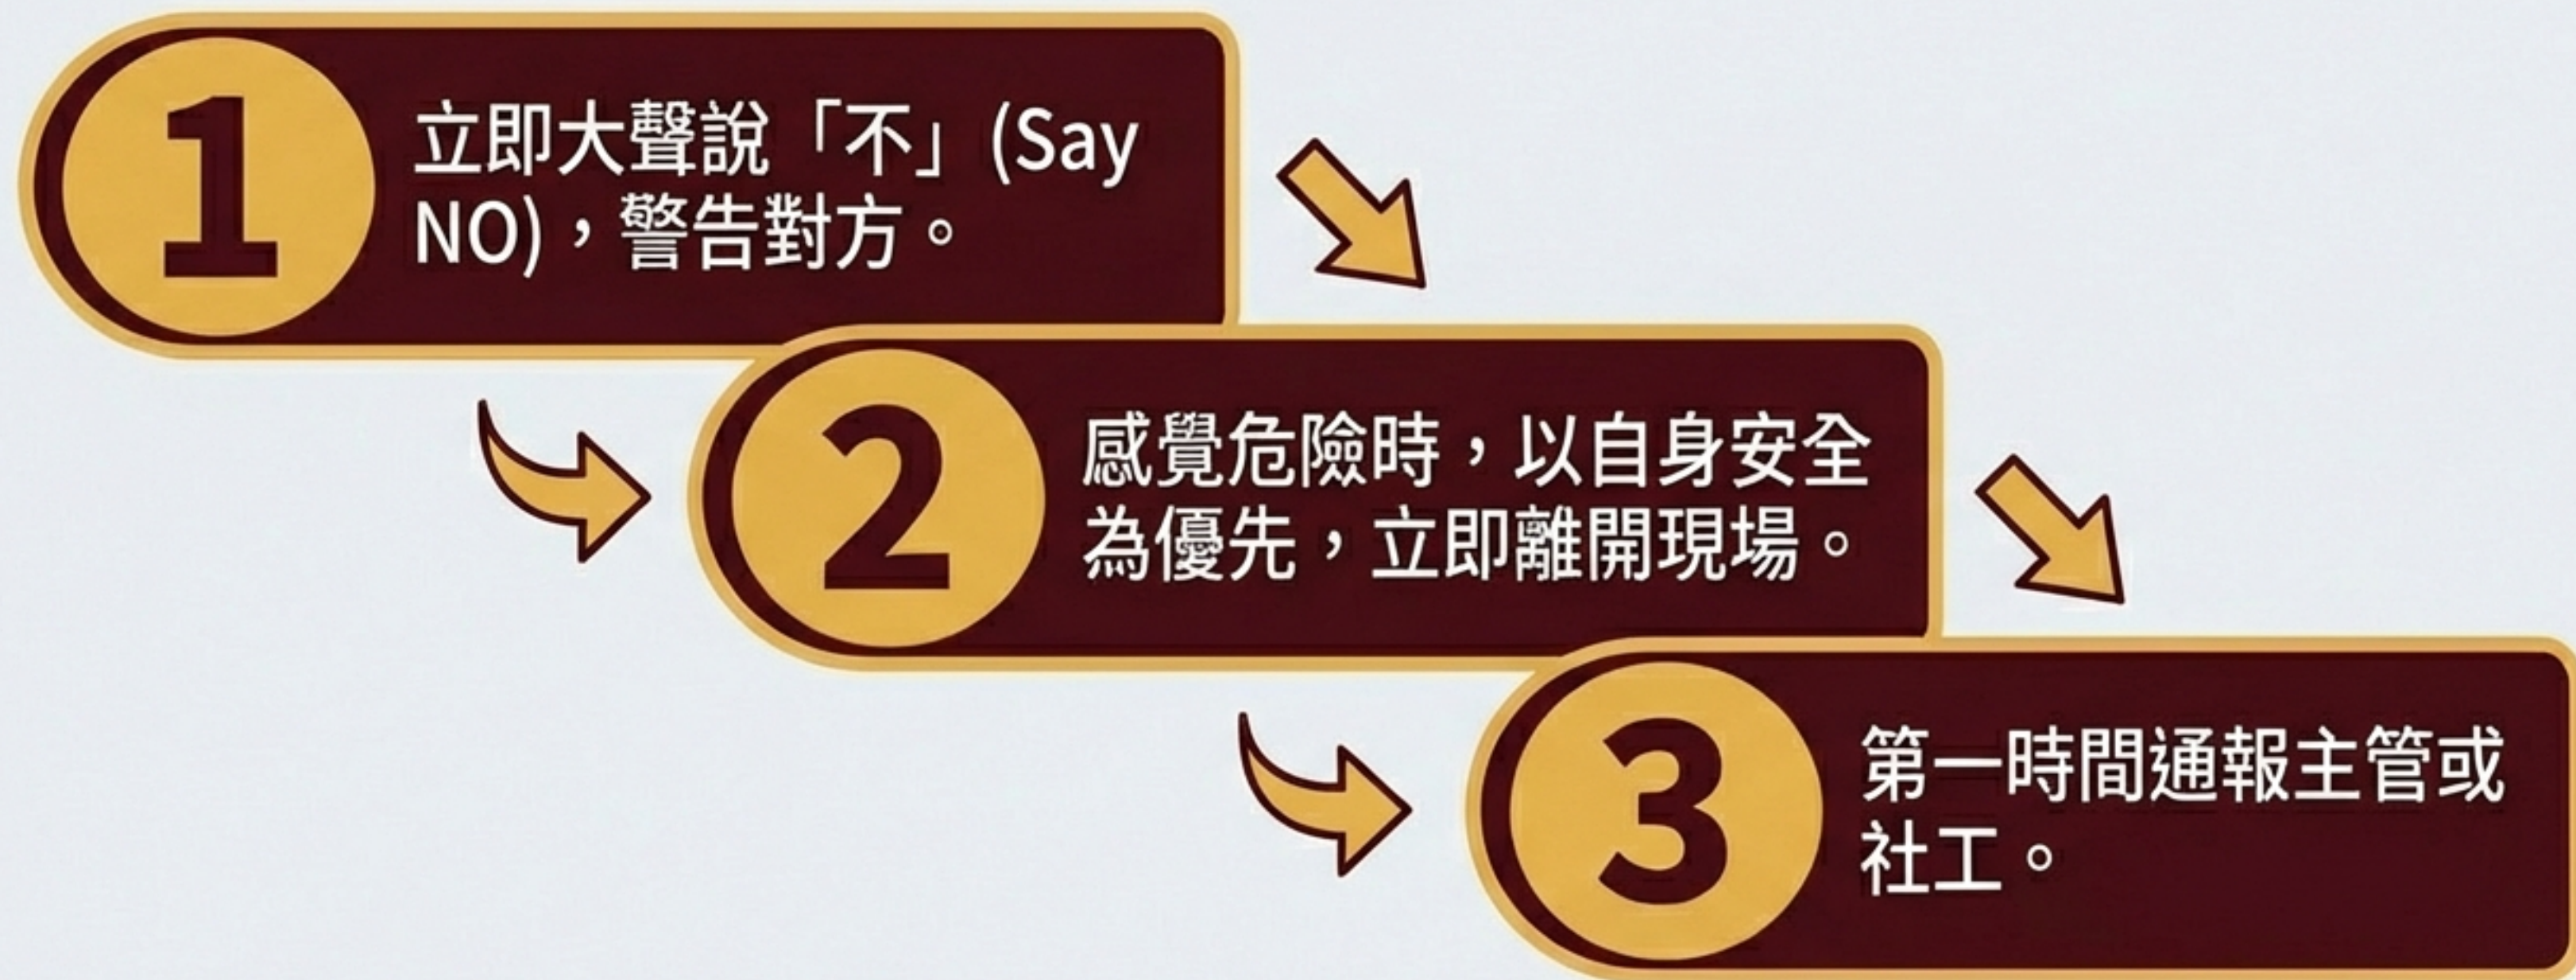 1
立即大聲說「不」(Say
NO)，警告對方。
2
感覺危險時，以自身安全
為優先，立即離開現場。
3
第一時間通報主管或
社工。